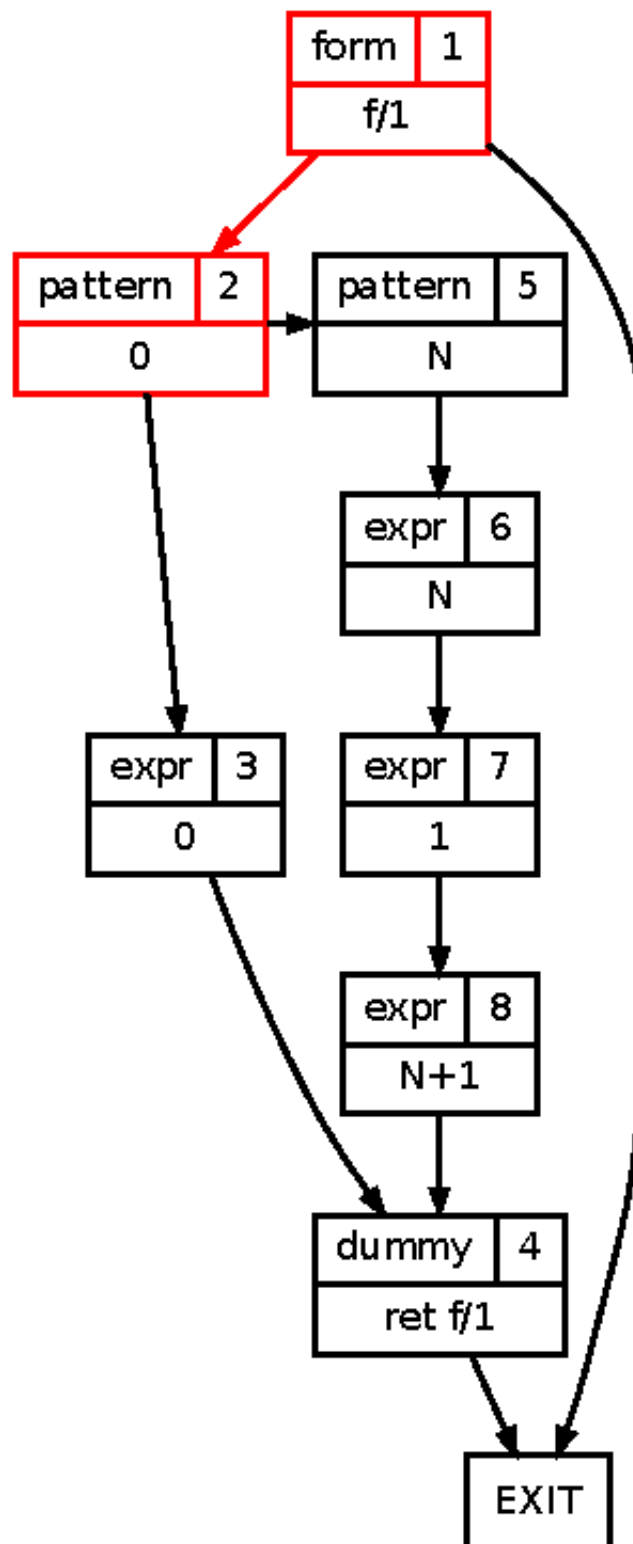 form 1
f/1
pattern 2
0
pattern 5
N
expr 6
N
expr 3
0
expr 7
1
expr 8
N+1
dummy 4
ret f/1
EXIT